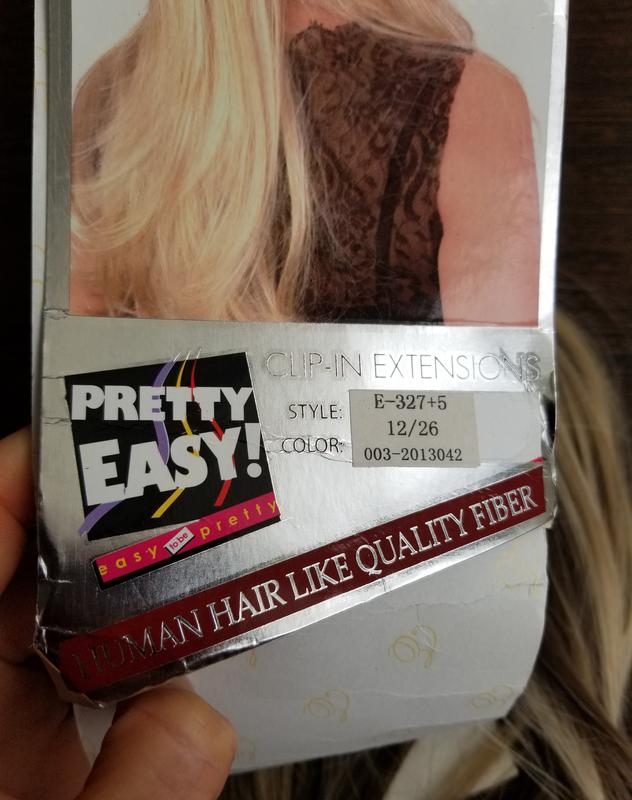 CLIP-IN EXTENSIONS
PRETTY
EASY!
easy to be pretty
STYLE: E-327+5
COLOR: 12/26
003-2013042
HUMAN HAIR LIKE QUALITY FIBER